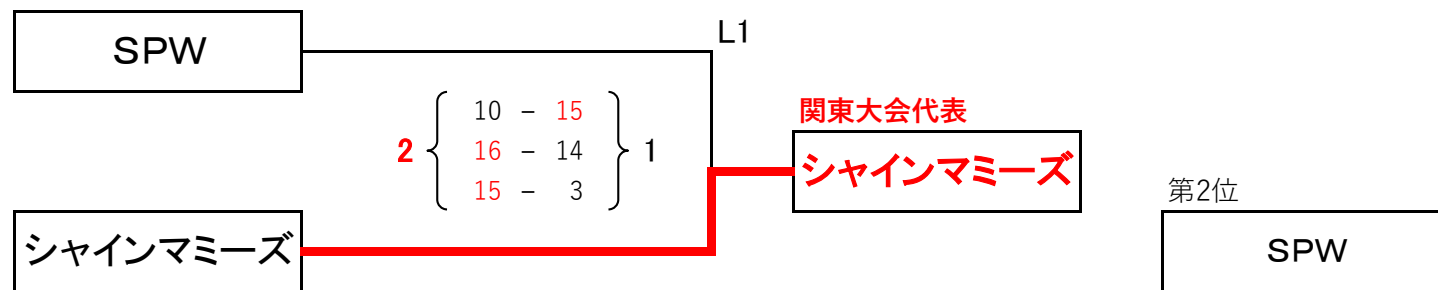 SPW
L1
10 － 15
2 { 16 － 14 } 1
15 － 3
関東大会代表
シャインマミーズ
シャインマミーズ
第2位
SPW